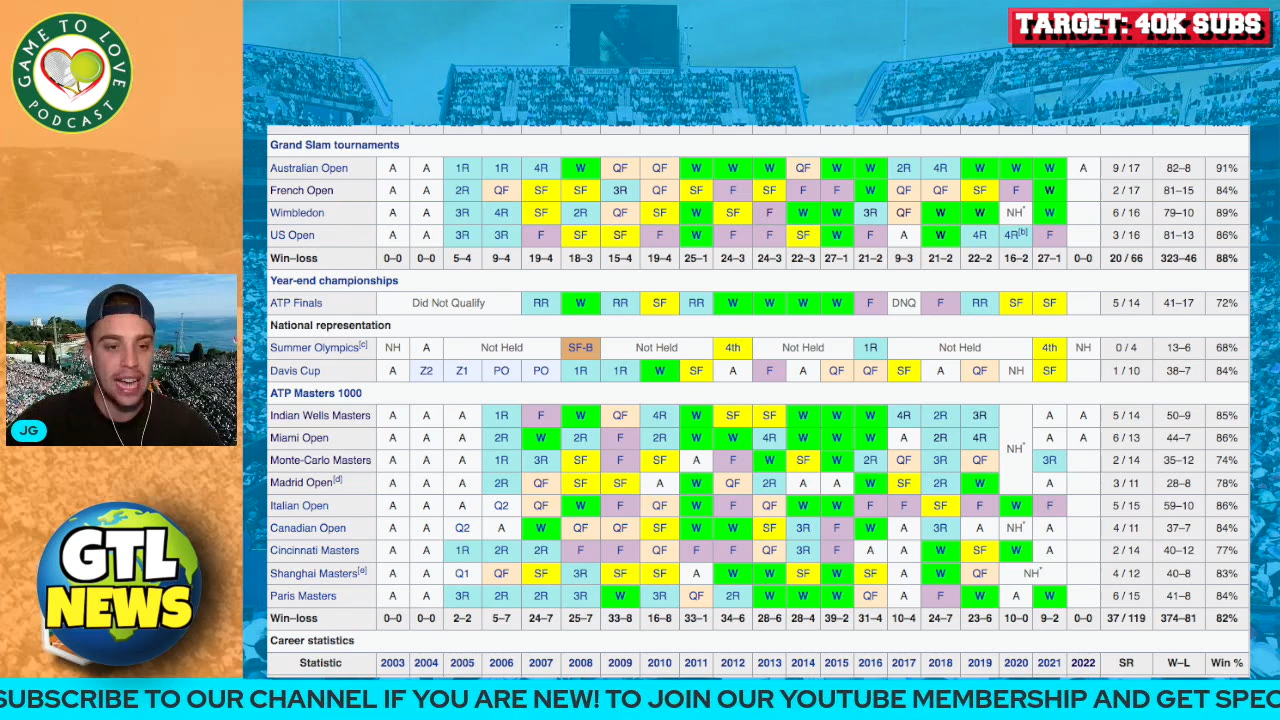 GAME TO LOVE
PODCAST
TARGET: 40K SUBS
Grand Slam tournaments
Australian Open A A 1R 1R 4R W QF QF W W W QF W W 2R 4R W W W A 9 / 17 82–8 91%
French Open A A 2R QF SF SF 3R QF SF F SF F F W QF QF SF F W 2 / 17 81–15 84%
Wimbledon A A 3R 4R SF 2R QF SF W SF F W W 3R QF W W NH* W 6 / 16 79–10 89%
US Open A A 3R 3R F SF SF F W F F SF W F A W 4R 4R[b] F 3 / 16 81–13 86%
Win–loss 0–0 0–0 5–4 9–4 19–4 18–3 15–4 19–4 25–1 24–3 24–3 22–3 27–1 21–2 9–3 21–2 22–2 16–2 27–1 0–0 20 / 66 323–46 88%
Year-end championships
ATP Finals Did Not Qualify RR W RR SF RR W W W W F DNQ F RR SF SF 5 / 14 41–17 72%
National representation
Summer Olympics[c] NH A Not Held SF-B Not Held 4th Not Held 1R Not Held 4th NH 0 / 4 13–6 68%
Davis Cup A Z2 Z1 PO PO 1R 1R W SF A F A QF QF SF A QF NH SF 1 / 10 38–7 84%
ATP Masters 1000
Indian Wells Masters A A A 1R F W QF 4R W SF SF W W W 4R 2R 3R A A 5 / 14 50–9 85%
Miami Open A A A 2R W 2R F 2R W W 4R W W W A 2R 4R NH* A A 6 / 13 44–7 86%
Monte-Carlo Masters A A A 1R 3R SF F SF A F W SF W 2R QF 3R QF 3R 2 / 14 35–12 74%
Madrid Open[d] A A A 2R QF SF SF A W QF 2R A A W SF 2R W A 3 / 11 28–8 78%
Italian Open A A A Q2 QF W F QF W F QF W W F F SF F W F 5 / 15 59–10 86%
Canadian Open A A Q2 A W QF QF SF W W SF 3R F W A 3R A NH* A 4 / 11 37–7 84%
Cincinnati Masters A A 1R 2R 2R F F QF F F QF 3R F A A W SF W A 2 / 14 40–12 77%
Shanghai Masters[e] A A Q1 QF SF 3R SF SF A W W SF W SF A W QF NH* 4 / 12 40–8 83%
Paris Masters A A 3R 2R 2R 3R W 3R QF 2R W W W QF A F W A W 6 / 15 41–8 84%
Win–loss 0–0 0–0 2–2 5–7 24–7 25–7 33–8 16–8 33–1 34–6 28–6 28–4 39–2 31–4 10–4 24–7 23–6 10–0 9–2 0–0 37 / 119 374–81 82%
Career statistics
Statistic 2003 2004 2005 2006 2007 2008 2009 2010 2011 2012 2013 2014 2015 2016 2017 2018 2019 2020 2021 2022 SR W–L Win %
JG
GTL
NEWS
SUBSCRIBE TO OUR CHANNEL IF YOU ARE NEW! TO JOIN OUR YOUTUBE MEMBERSHIP AND GET SPEC